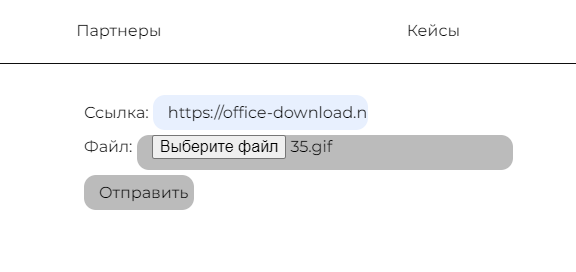 Партнеры Кейсы
Ссылка: https://office-download.n
Файл: Выберите файл 35.gif
Отправить